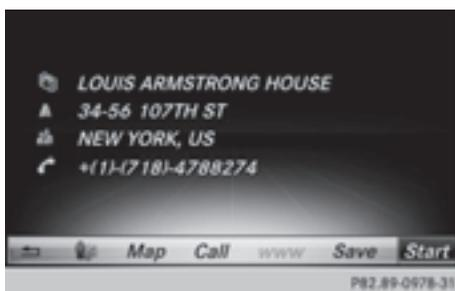 LOUIS ARMSTRONG HOUSE
34-56 107TH ST
NEW YORK, US
+(1)-(718)-4788274
Map Call www Save Start
P82.89-0978-31